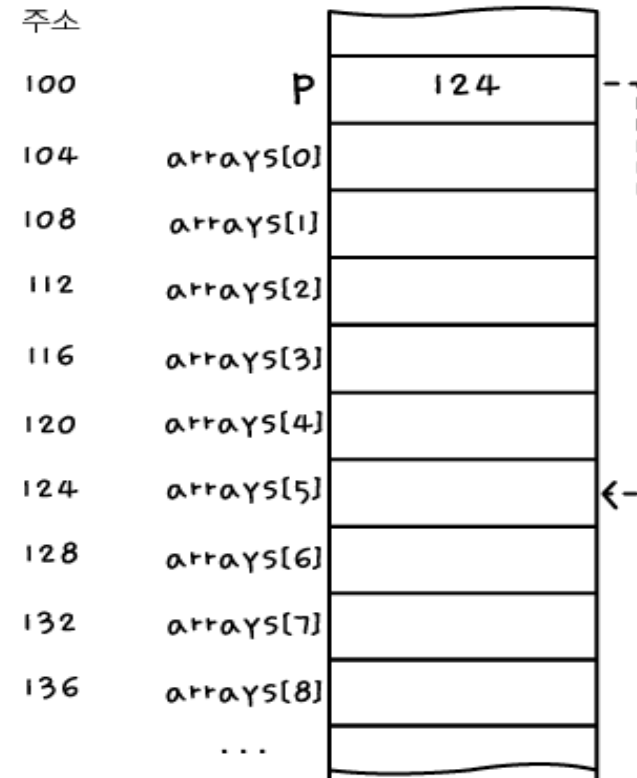 주소
100 P 124
104 arrays[0]
108 arrays[1]
112 arrays[2]
116 arrays[3]
120 arrays[4]
124 arrays[5]
128 arrays[6]
132 arrays[7]
136 arrays[8]
...